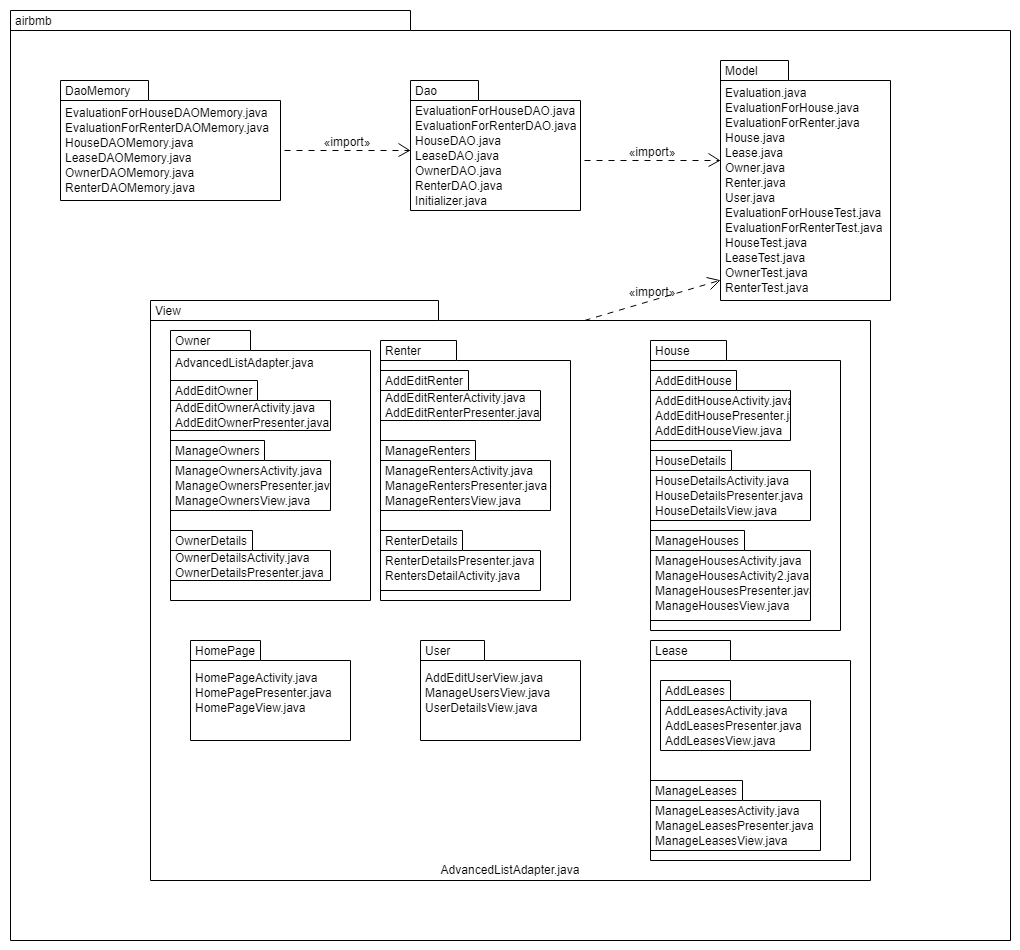 airbmb
DaoMemory
EvaluationForHouseDAOMemory.java
EvaluationForRenterDAOMemory.java
HouseDAOMemory.java
LeaseDAOMemory.java
OwnerDAOMemory.java
RenterDAOMemory.java
«import»
Dao
EvaluationForHouseDAO.java
EvaluationForRenterDAO.java
HouseDAO.java
LeaseDAO.java
OwnerDAO.java
RenterDAO.java
Initializer.java
«import»
Model
Evaluation.java
EvaluationForHouse.java
EvaluationForRenter.java
House.java
Lease.java
Owner.java
Renter.java
User.java
EvaluationForHouseTest.java
EvaluationForRenterTest.java
HouseTest.java
LeaseTest.java
OwnerTest.java
RenterTest.java
«import»
View
Owner
AdvancedListAdapter.java
AddEditOwner
AddEditOwnerActivity.java
AddEditOwnerPresenter.java
ManageOwners
ManageOwnersActivity.java
ManageOwnersPresenter.jav
ManageOwnersView.java
OwnerDetails
OwnerDetailsActivity.java
OwnerDetailsPresenter.java
Renter
AddEditRenter
AddEditRenterActivity.java
AddEditRenterPresenter.java
ManageRenters
ManageRentersActivity.java
ManageRentersPresenter.java
ManageRentersView.java
RenterDetails
RenterDetailsPresenter.java
RentersDetailActivity.java
House
AddEditHouse
AddEditHouseActivity.java
AddEditHousePresenter.j
AddEditHouseView.java
HouseDetails
HouseDetailsActivity.java
HouseDetailsPresenter.java
HouseDetailsView.java
ManageHouses
ManageHousesActivity.java
ManageHousesActivity2.java
ManageHousesPresenter.java
ManageHousesView.java
HomePage
HomePageActivity.java
HomePagePresenter.java
HomePageView.java
User
AddEditUserView.java
ManageUsersView.java
UserDetailsView.java
Lease
AddLeases
AddLeasesActivity.java
AddLeasesPresenter.java
AddLeasesView.java
ManageLeases
ManageLeasesActivity.java
ManageLeasesPresenter.java
ManageLeasesView.java
AdvancedListAdapter.java